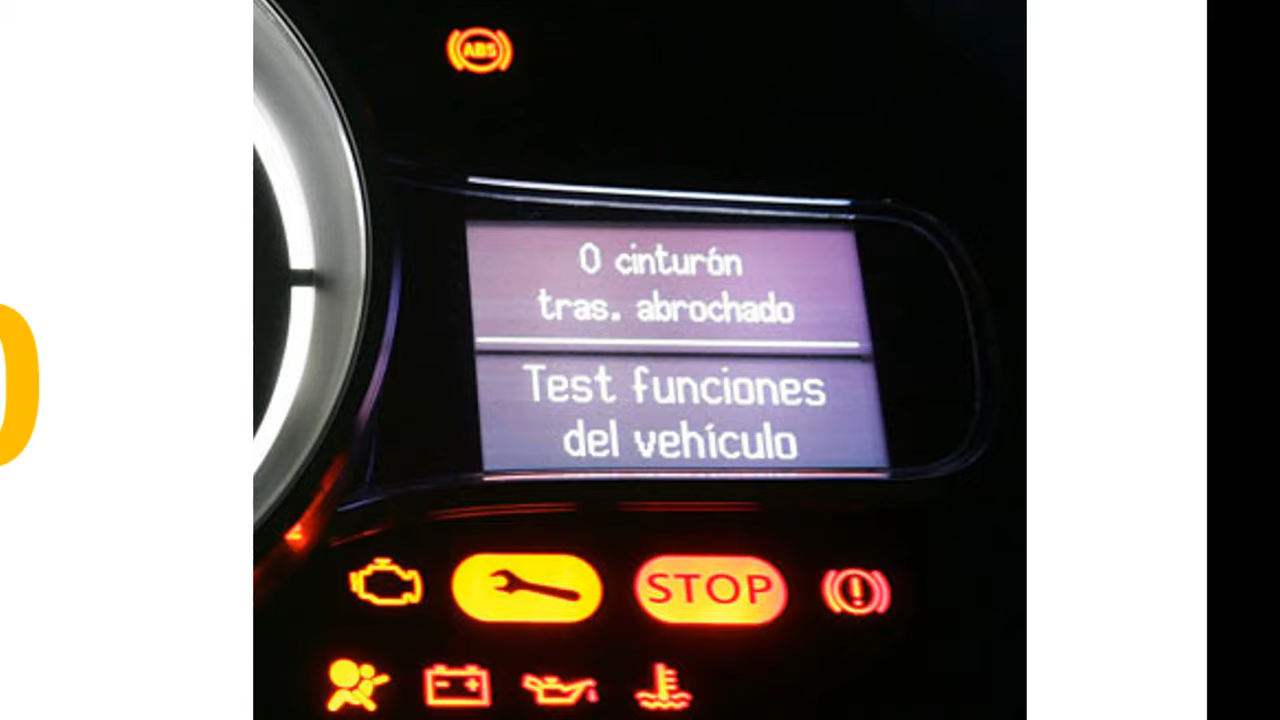 ABS
0 cinturón
tras. abrochado
Test funciones
del vehículo
STOP